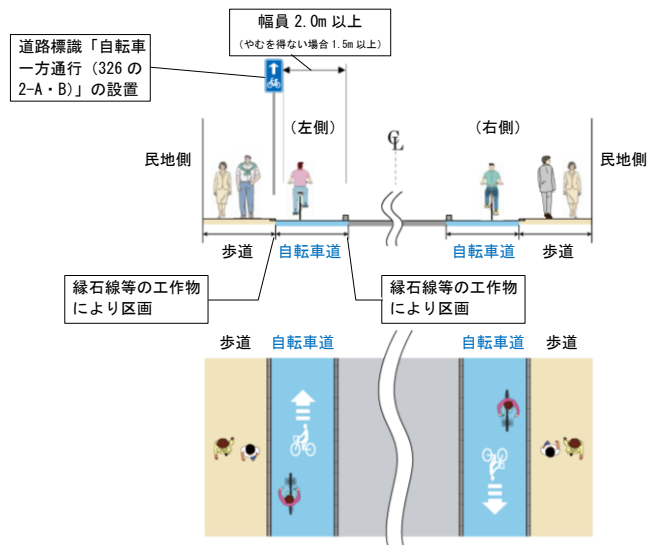 幅員 2.0m 以上
（やむを得ない場合 1.5m 以上）
道路標識「自転車
一方通行（326 の
2-A・B）」の設置
（左側）
（右側）
CL
民地側
民地側
歩道
自転車道
自転車道
歩道
縁石線等の工作物
により区画
縁石線等の工作物
により区画
歩道
自転車道
自転車道
歩道